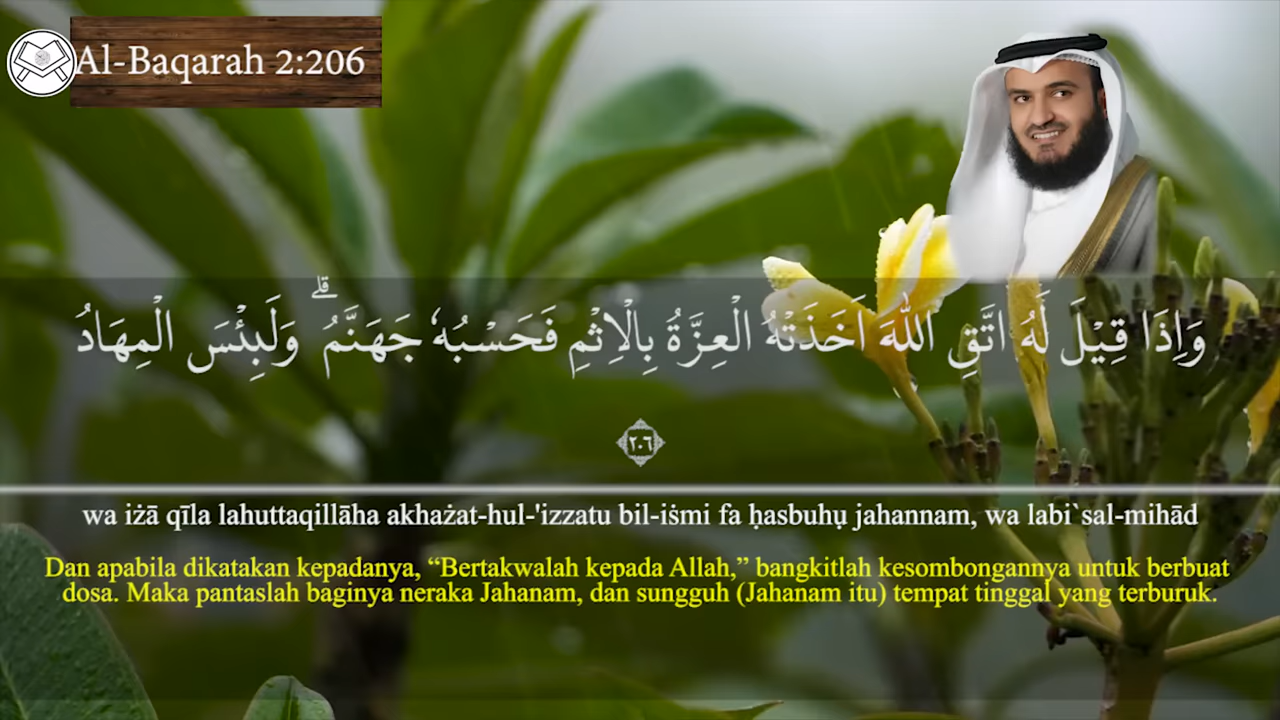 Al-Baqarah 2:206
وَاِذَا قِيْلَ لَهُ اتَّقِ اللّٰهَ اَخَذَتْهُ الْعِزَّةُ بِالْاِثْمِ فَحَسْبُهٗ جَهَنَّمُ ۗ وَلَبِئْسَ الْمِهَادُ
٢٠٦
wa iżā qīla lahuttaqillāha akhażat-hul-'izzatu bil-iṡmi fa ḥasbuhụ jahannam, wa labi`sal-mihād
Dan apabila dikatakan kepadanya, “Bertakwalah kepada Allah,” bangkitlah kesombongannya untuk berbuat
dosa. Maka pantaslah baginya neraka Jahanam, dan sungguh (Jahanam itu) tempat tinggal yang terburuk.